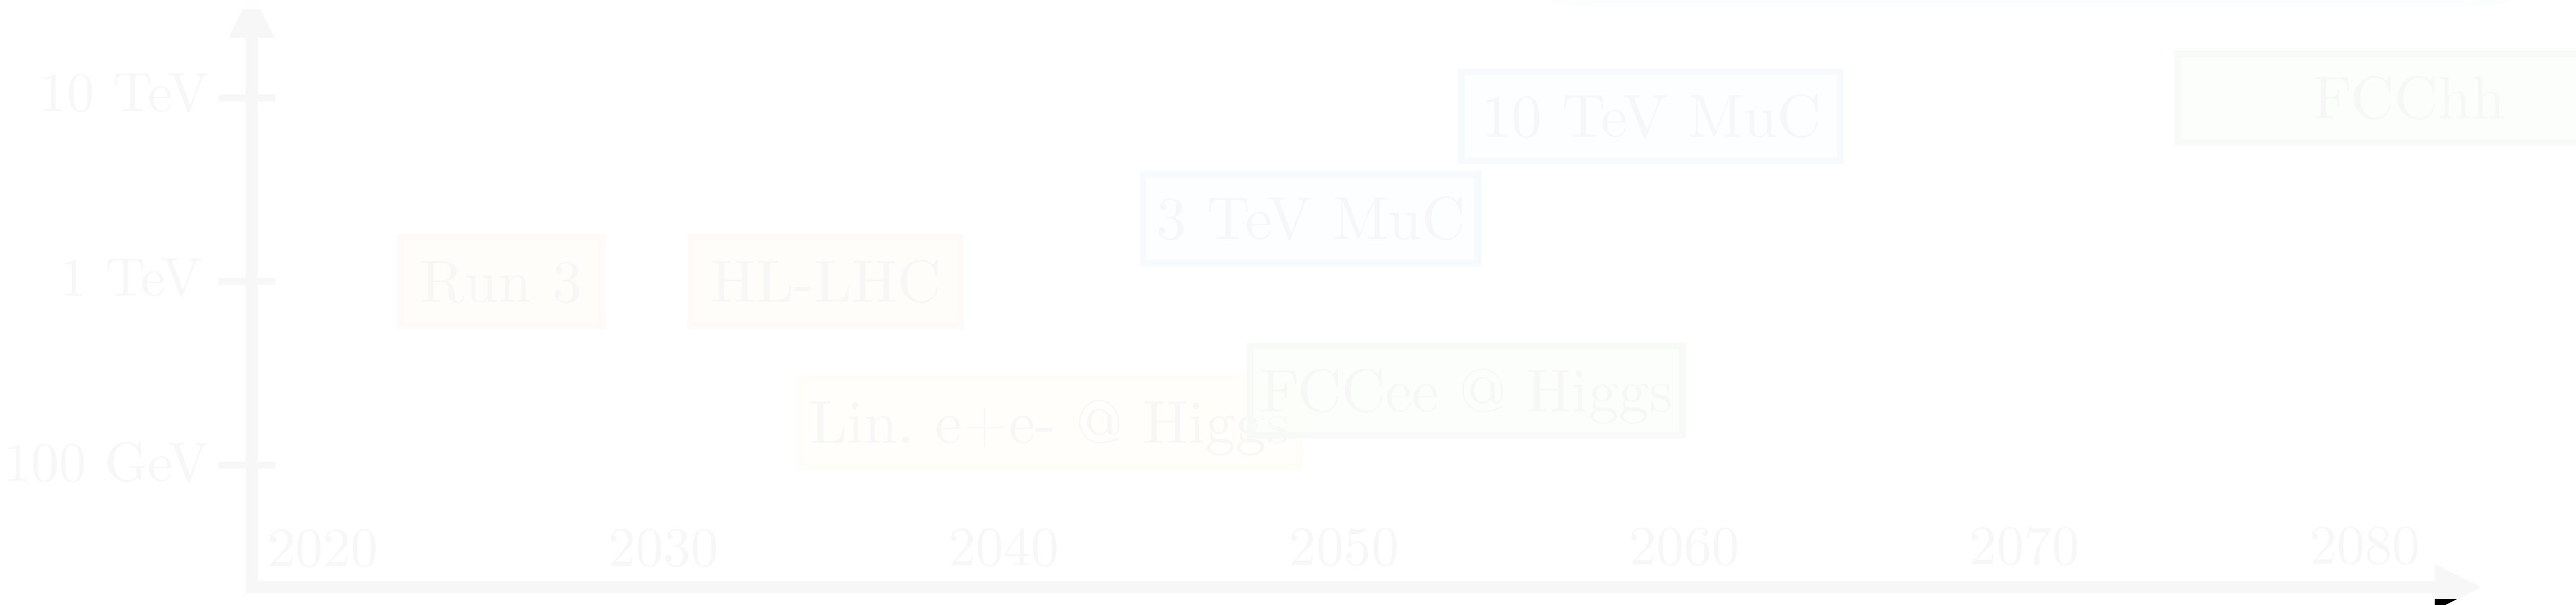 10 TeV
10 TeV MuC
FCChh
3 TeV MuC
1 TeV
Run 3
HL-LHC
FCCee @ Higgs
Lin. e+e- @ Higgs
100 GeV
2020 2030 2040 2050 2060 2070 2080